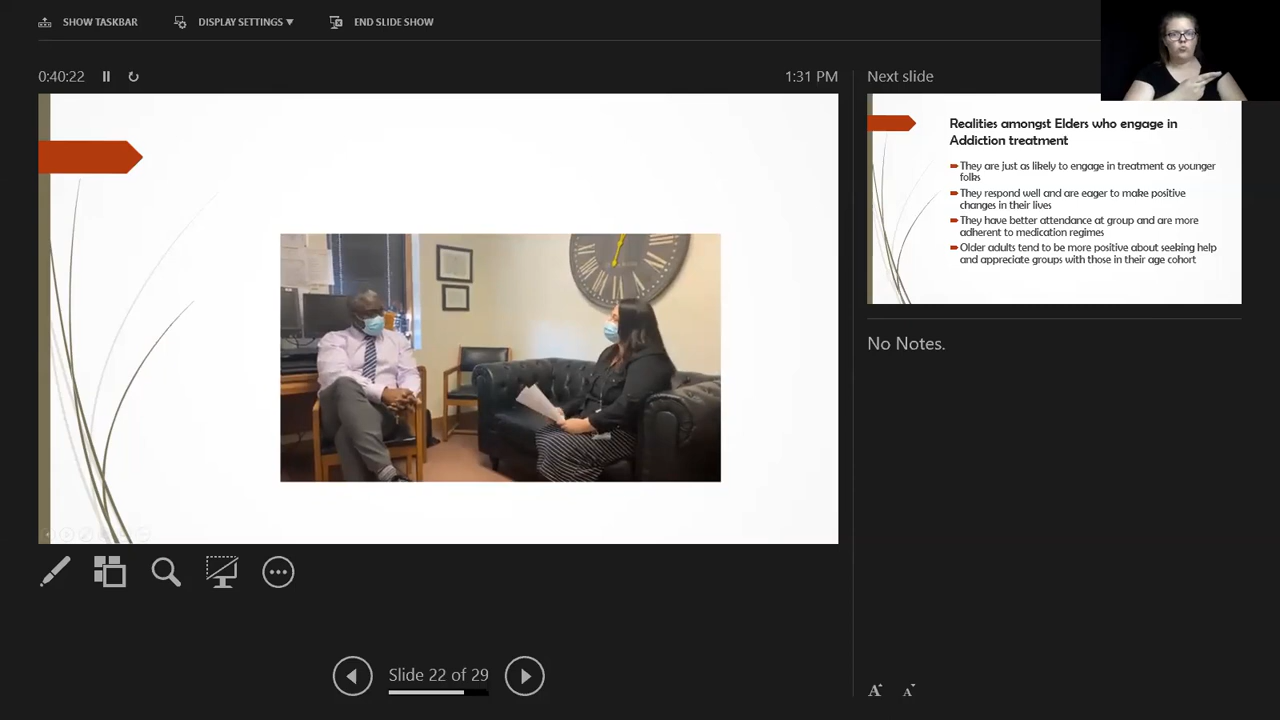 SHOW TASKBAR
DISPLAY SETTINGS
END SLIDE SHOW
0:40:22
1:31 PM
Next slide
Realities amongst Elders who engage in
Addiction treatment
They are just as likely to engage in treatment as younger
folks
They respond well and are eager to make positive
changes in their lives
They have better attendance at group and are more
adherent to medication regimes
Older adults tend to be more positive about seeking help
and appreciate groups with those in their age cohort
No Notes.
Slide 22 of 29
A A